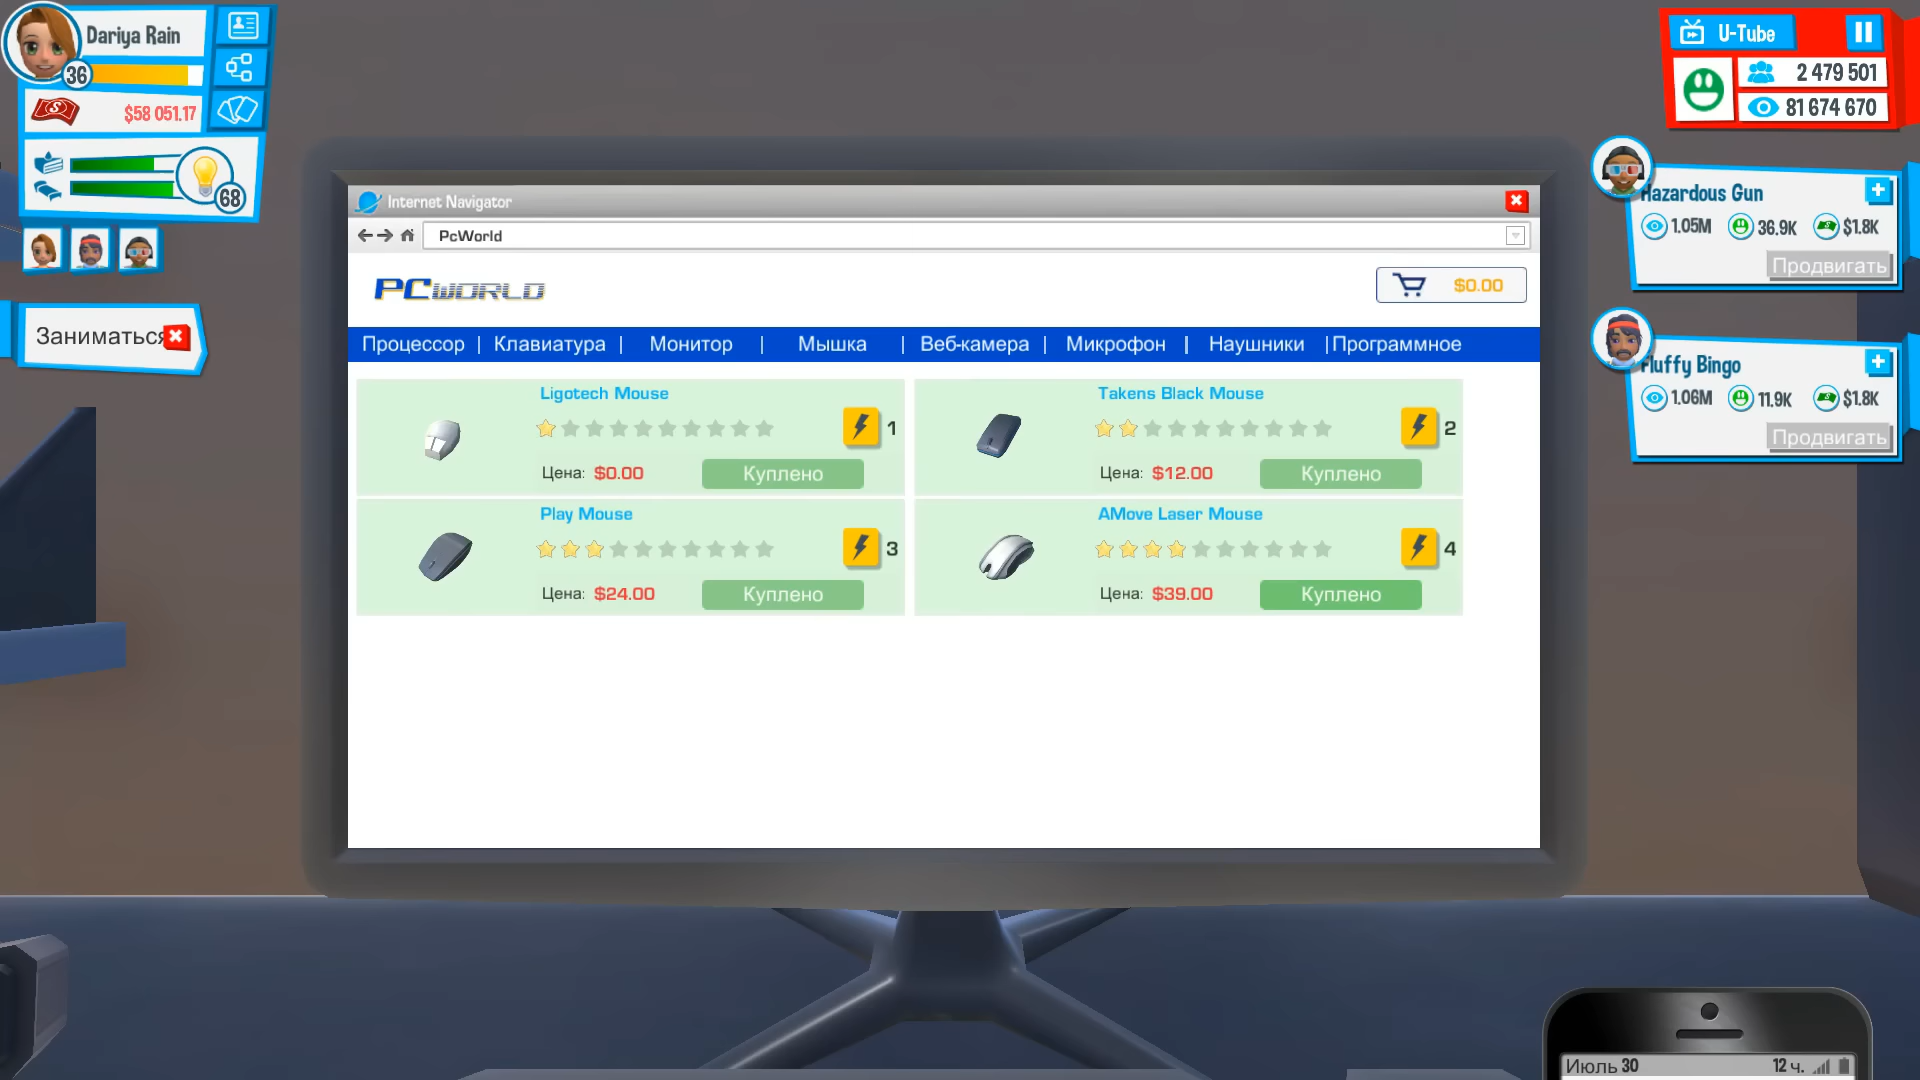 Dariya Rain
36
$58 051.17
68
Заниматься
U-Tube
2 479 501
81 674 670
Hazardous Gun
1.05M 36.9K $1.8K
Продвигать
Fluffy Bingo
1.06M 11.9K $1.8K
Продвигать
Internet Navigator
PcWorld
PCWORLD
$0.00
Процессор | Клавиатура | Монитор | Мышка | Веб-камера | Микрофон | Наушники | Программное
Ligotech Mouse
1
Цена: $0.00 Куплено
Takens Black Mouse
2
Цена: $12.00 Куплено
Play Mouse
3
Цена: $24.00 Куплено
AMove Laser Mouse
4
Цена: $39.00 Куплено
Июль 30 12 ч.